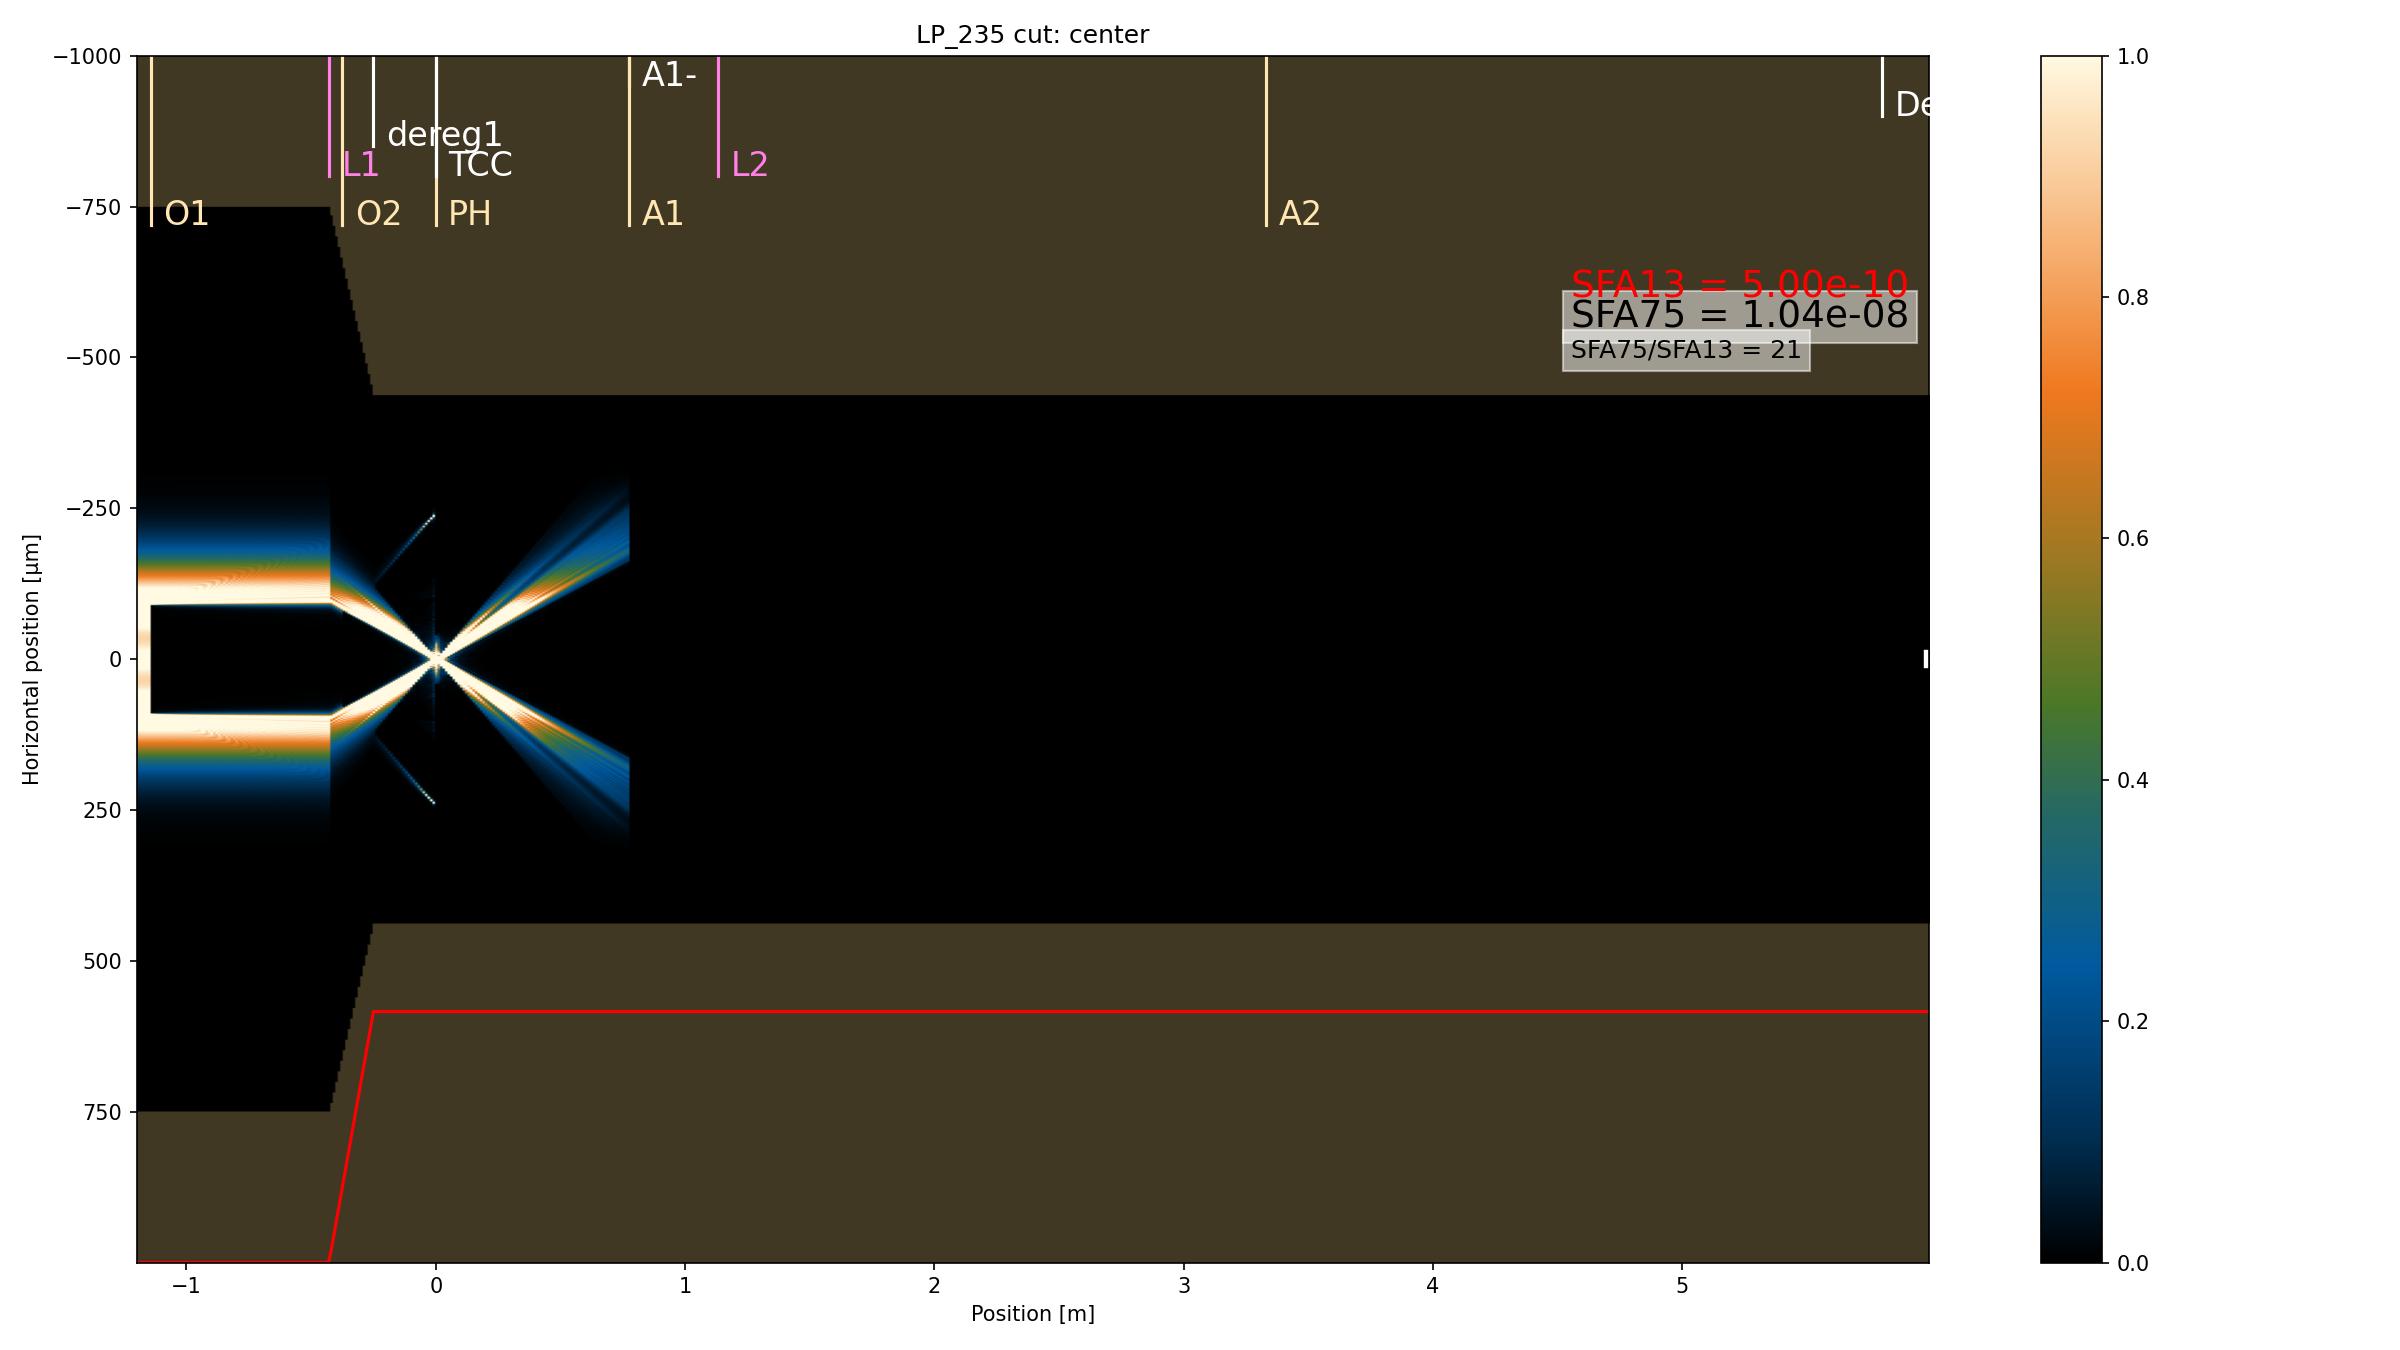 LP_235 cut: center
−1000
−750
−500
−250
0
250
500
750
Horizontal position [µm]
A1-
De
dereg1
L1
TCC
L2
O1
O2
PH
A1
A2
SFA13 = 5.00e-10
SFA75 = 1.04e-08
SFA75/SFA13 = 21
−1
0
1
2
3
4
5
Position [m]
1.0
0.8
0.6
0.4
0.2
0.0